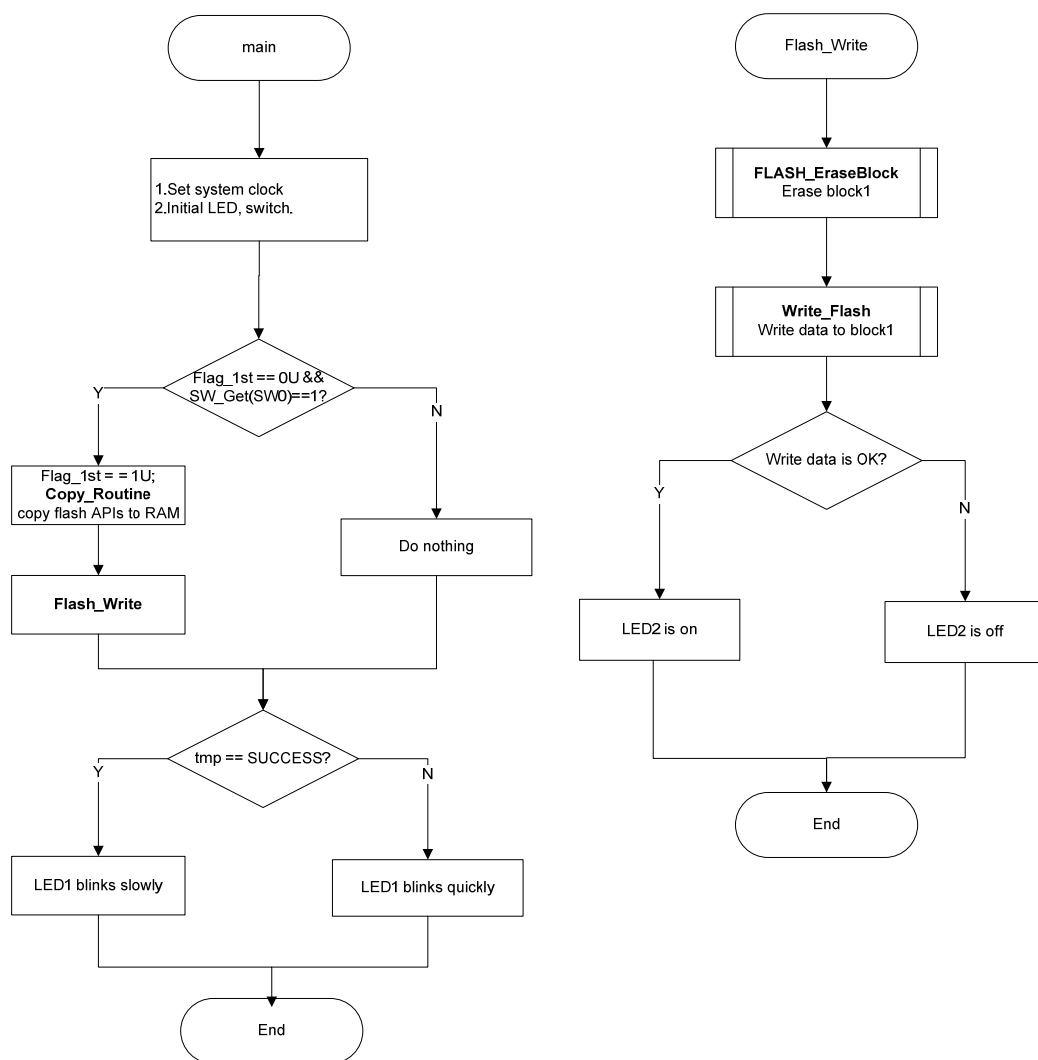 main
1.Set system clock
2.Initial LED, switch.
Flag_1st == 0U &&
SW_Get(SW0)==1?
Y
N
Flag_1st = = 1U;
Copy_Routine
copy flash APIs to RAM
Do nothing
Flash_Write
tmp == SUCCESS?
Y
N
LED1 blinks slowly
LED1 blinks quickly
End
Flash_Write
FLASH_EraseBlock
Erase block1
Write_Flash
Write data to block1
Write data is OK?
Y
N
LED2 is on
LED2 is off
End